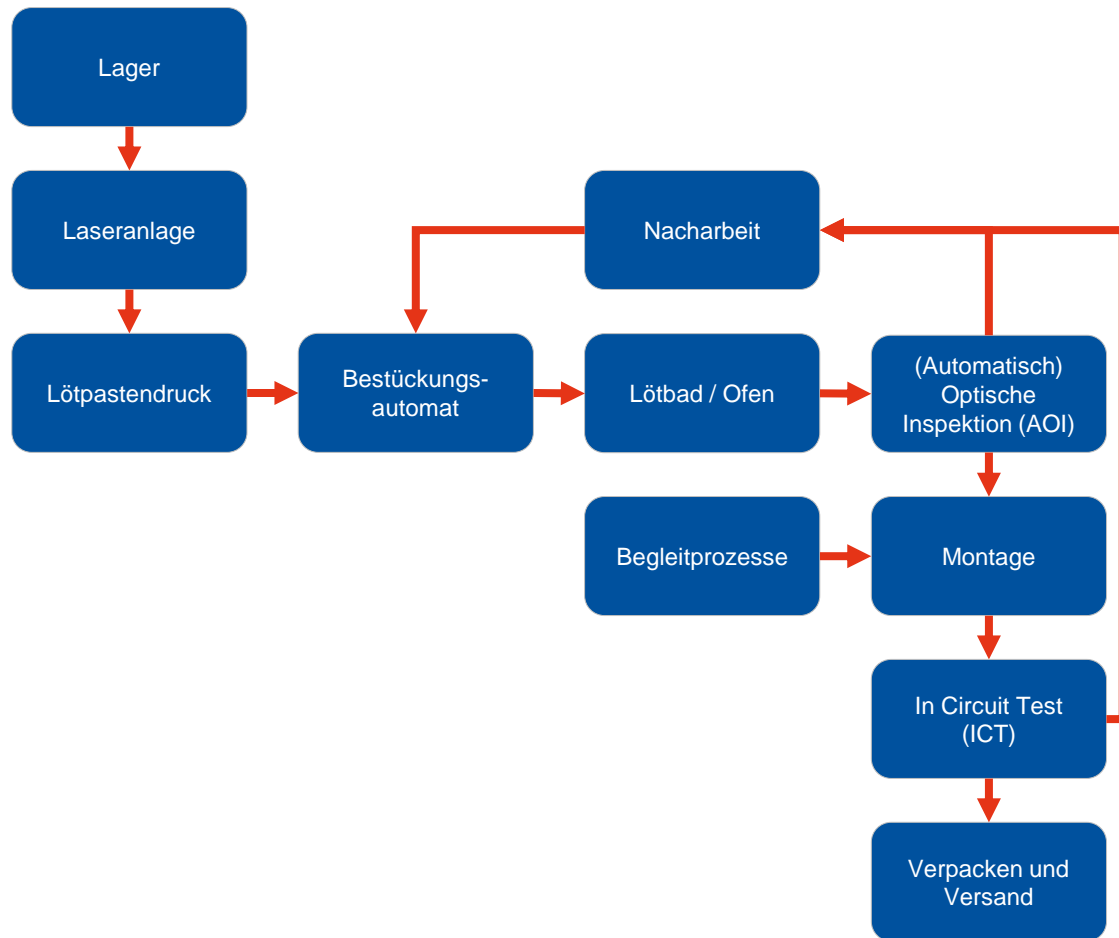 Lager
Laseranlage
Nacharbeit
Lötpastendruck
Bestückungs-
automat
Lötbad / Ofen
(Automatisch)
Optische
Inspektion (AOI)
Begleitprozesse
Montage
In Circuit Test
(ICT)
Verpacken und
Versand